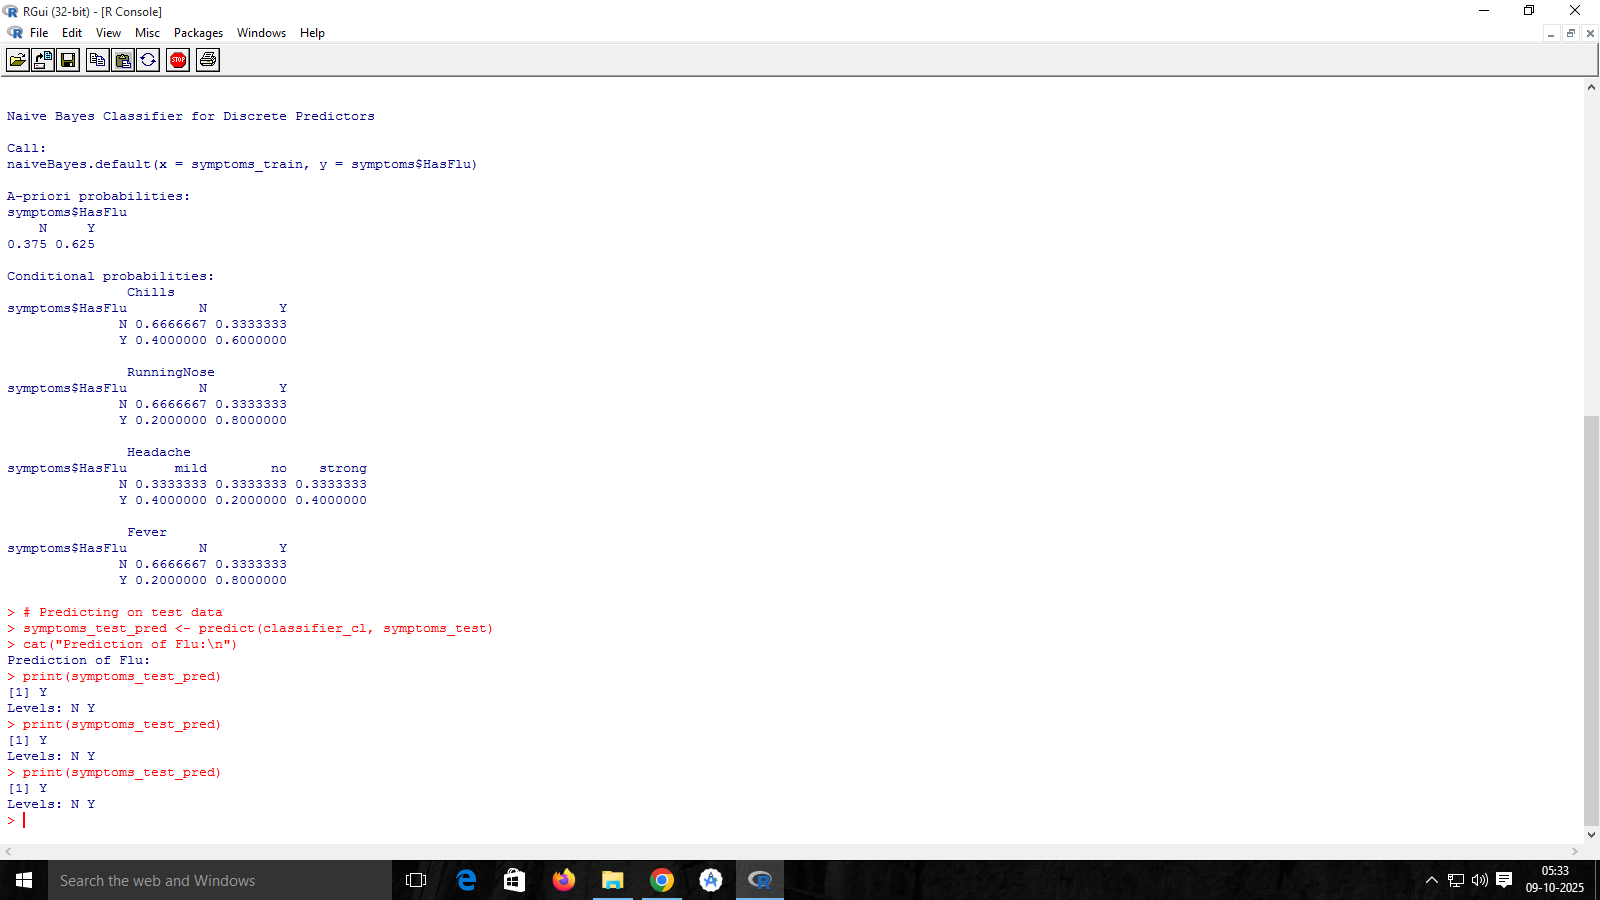 RGui (32-bit) - [R Console]
File Edit View Misc Packages Windows Help
STOP
Naive Bayes Classifier for Discrete Predictors
Call:
naiveBayes.default(x = symptoms_train, y = symptoms$HasFlu)
A-priori probabilities:
symptoms$HasFlu
N Y
0.375 0.625
Conditional probabilities:
Chills
symptoms$HasFlu N Y
N 0.6666667 0.3333333
Y 0.4000000 0.6000000
RunningNose
symptoms$HasFlu N Y
N 0.6666667 0.3333333
Y 0.2000000 0.8000000
Headache
symptoms$HasFlu mild no strong
N 0.3333333 0.3333333 0.3333333
Y 0.4000000 0.2000000 0.4000000
Fever
symptoms$HasFlu N Y
N 0.6666667 0.3333333
Y 0.2000000 0.8000000
> # Predicting on test data
> symptoms_test_pred <- predict(classifier_cl, symptoms_test)
> cat("Prediction of Flu:\n")
Prediction of Flu:
> print(symptoms_test_pred)
[1] Y
Levels: N Y
> print(symptoms_test_pred)
[1] Y
Levels: N Y
> print(symptoms_test_pred)
[1] Y
Levels: N Y
>
Search the web and Windows
05:33
09-10-2025